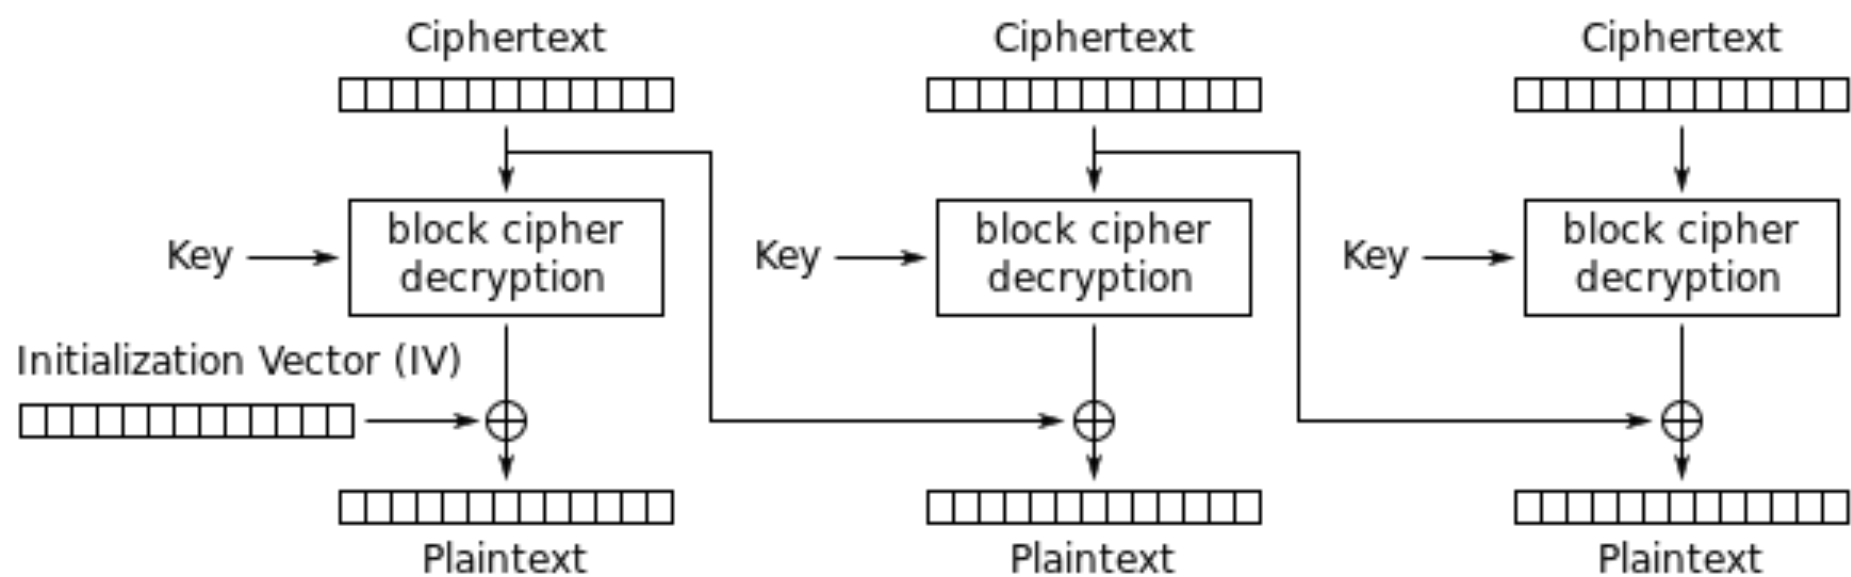 Ciphertext
Ciphertext
Ciphertext
block cipher
decryption
block cipher
decryption
block cipher
decryption
Key
Key
Key
Initialization Vector (IV)
Plaintext
Plaintext
Plaintext